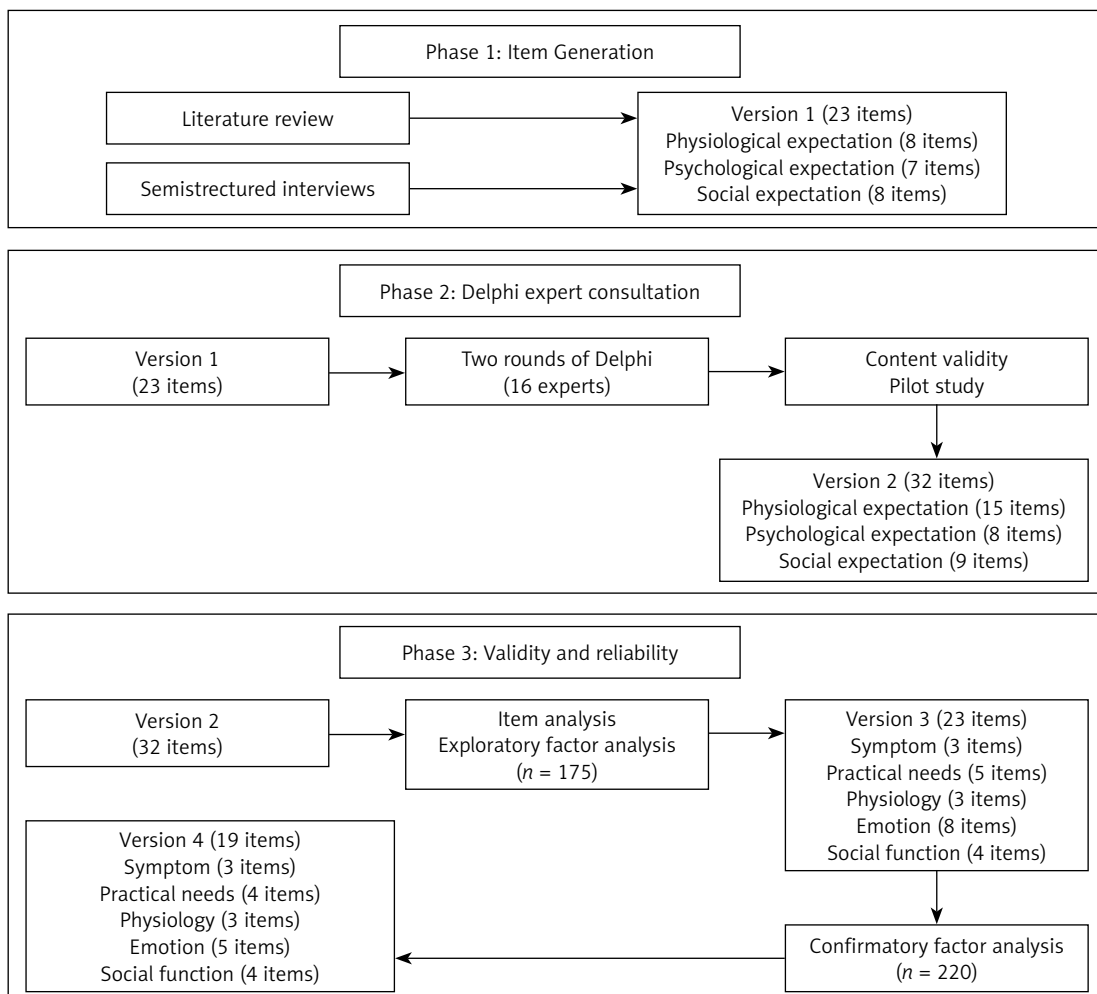 Phase 1: Item Generation
Literature review
Semistrectured interviews
Version 1 (23 items)
Physiological expectation (8 items)
Psychological expectation (7 items)
Social expectation (8 items)
Phase 2: Delphi expert consultation
Version 1
(23 items)
Two rounds of Delphi
(16 experts)
Content validity
Pilot study
Version 2 (32 items)
Physiological expectation (15 items)
Psychological expectation (8 items)
Social expectation (9 items)
Phase 3: Validity and reliability
Version 2
(32 items)
Item analysis
Exploratory factor analysis
(n = 175)
Version 3 (23 items)
Symptom (3 items)
Practical needs (5 items)
Physiology (3 items)
Emotion (8 items)
Social function (4 items)
Confirmatory factor analysis
(n = 220)
Version 4 (19 items)
Symptom (3 items)
Practical needs (4 items)
Physiology (3 items)
Emotion (5 items)
Social function (4 items)